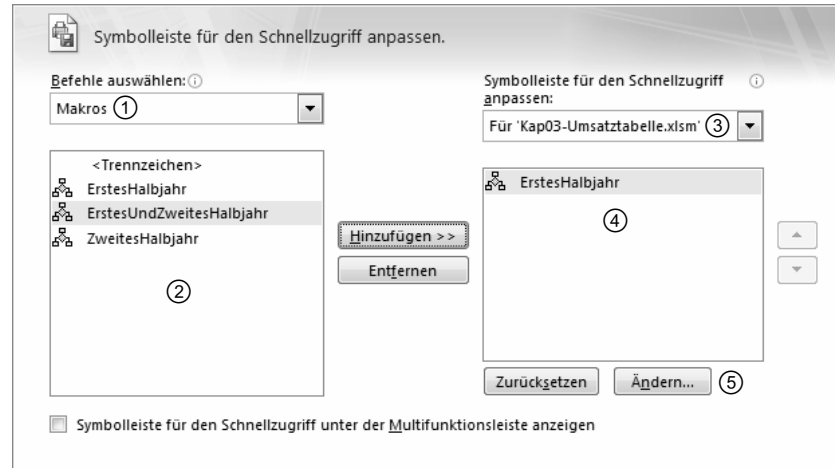 Symbolleiste für den Schnellzugriff anpassen.
Befehle auswählen:
Makros ①
<Trennzeichen>
ErstesHalbjahr
ErstesUndZweitesHalbjahr
ZweitesHalbjahr
②
Hinzufügen >>
Entfernen
Symbolleiste für den Schnellzugriff
anpassen:
Für 'Kap03-Umsatztabelle.xlsm' ③
ErstesHalbjahr
④
Zurücksetzen
Ändern... ⑤
Symbolleiste für den Schnellzugriff unter der Multifunktionsleiste anzeigen